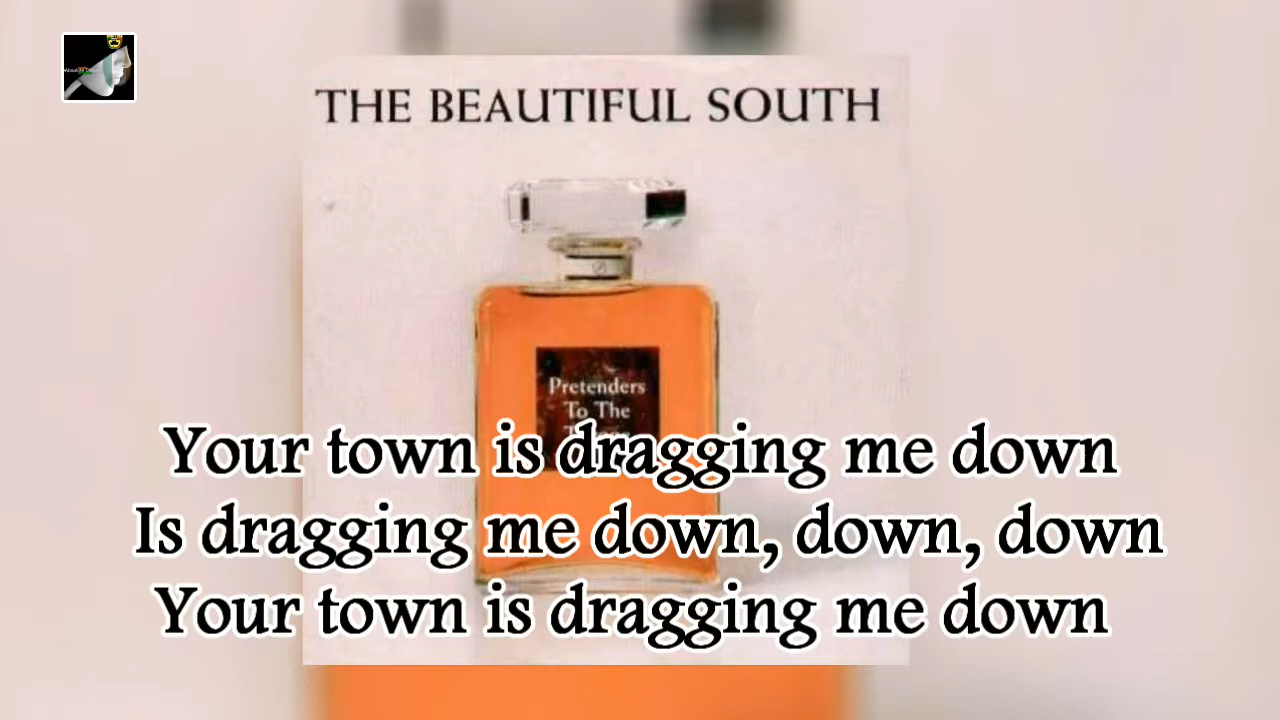 THE BEAUTIFUL SOUTH
Pretenders
To The
Your town is dragging me down
Is dragging me down, down, down
Your town is dragging me down